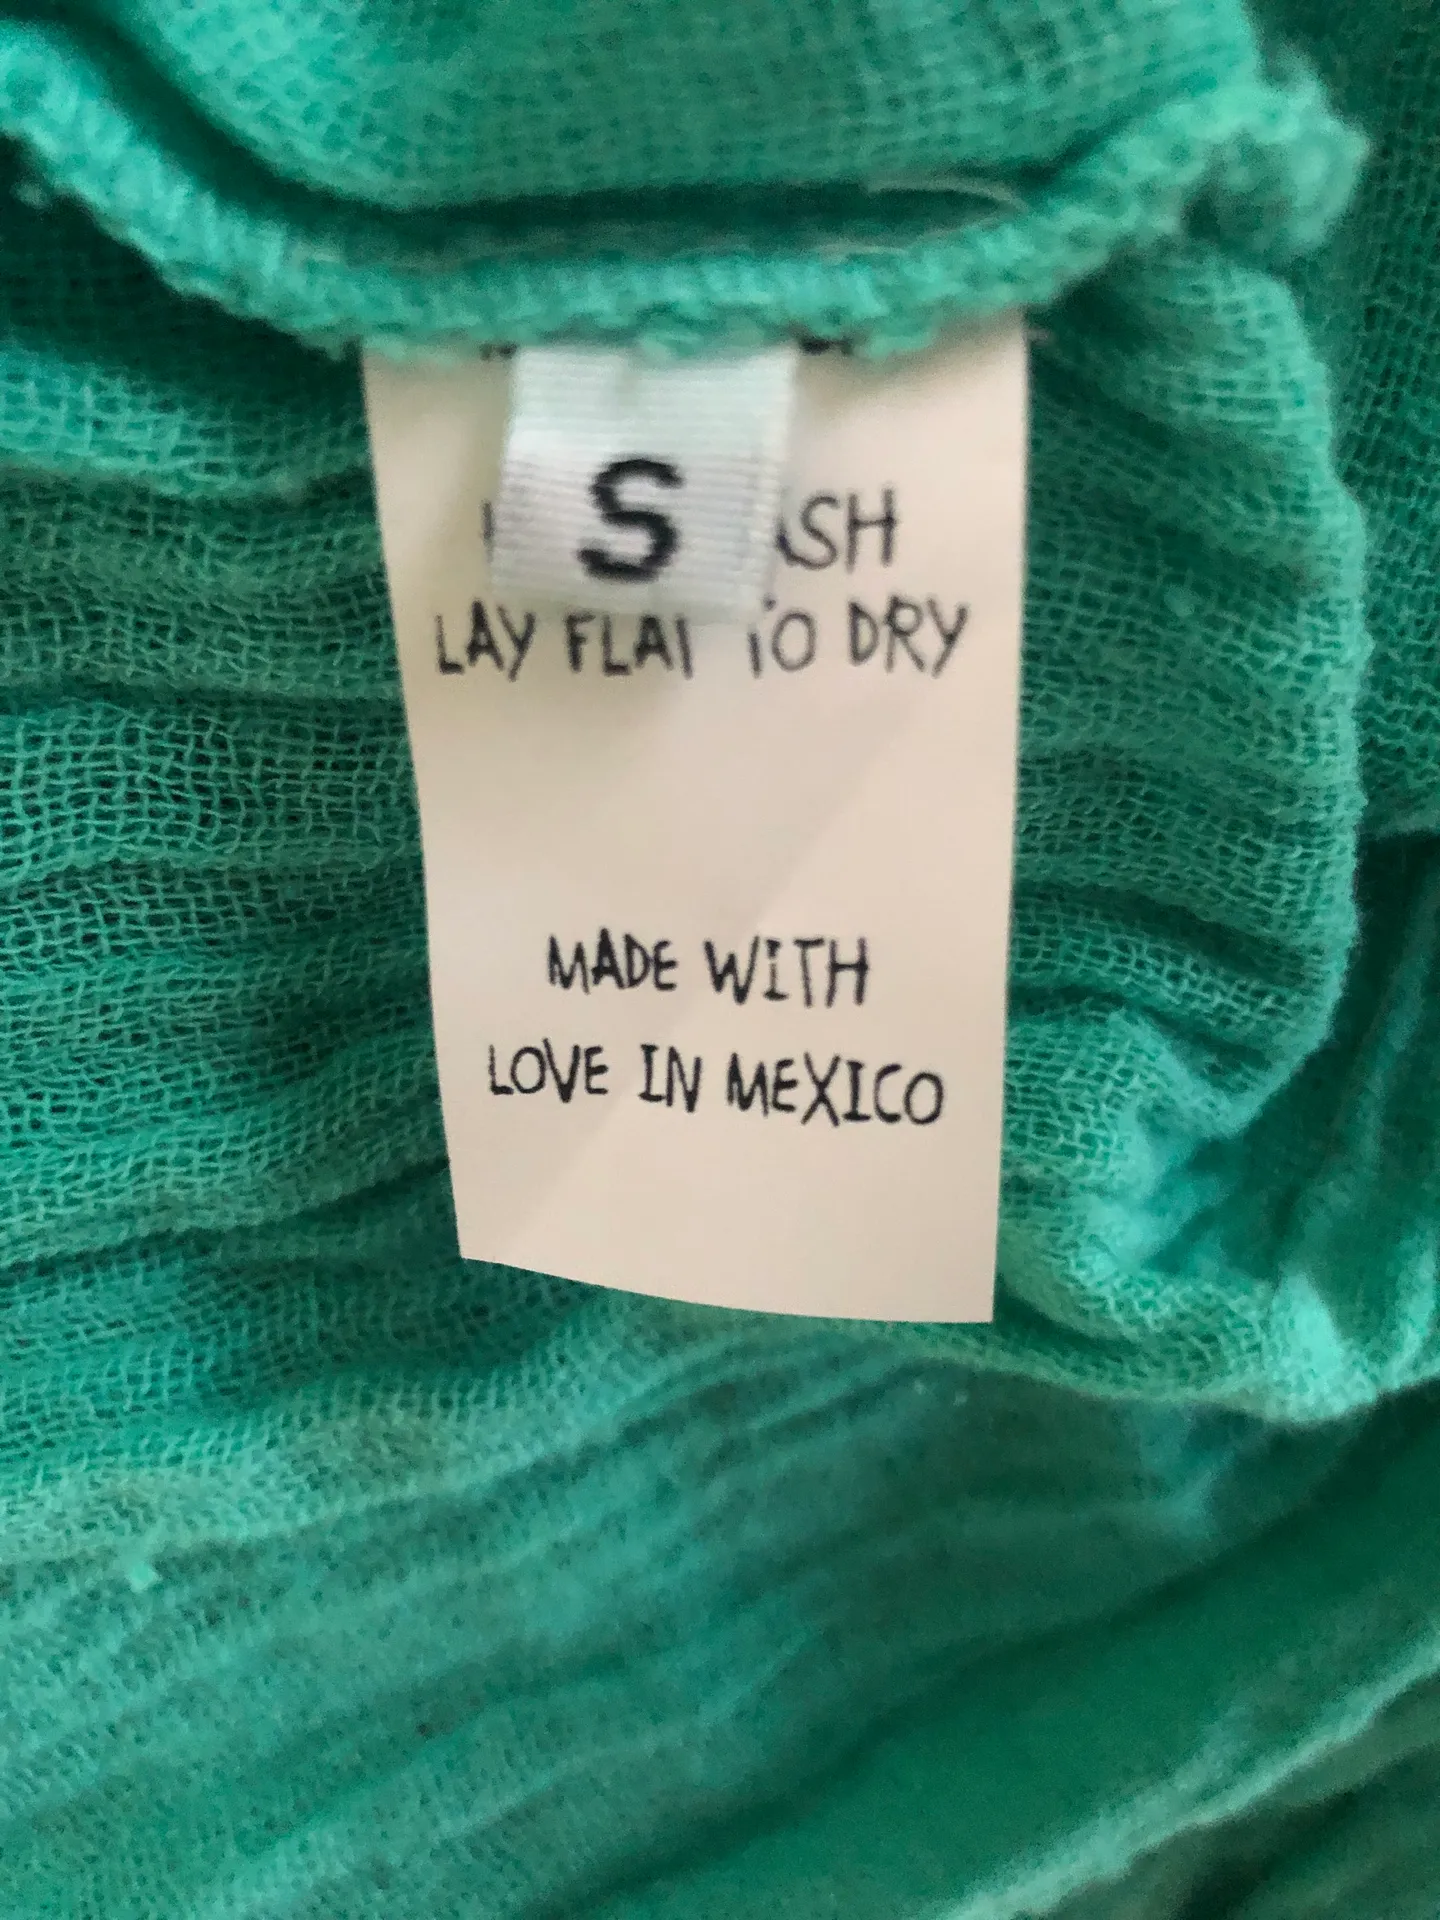 S
LAY FLAT TO DRY
MADE WITH
LOVE IN MEXICO